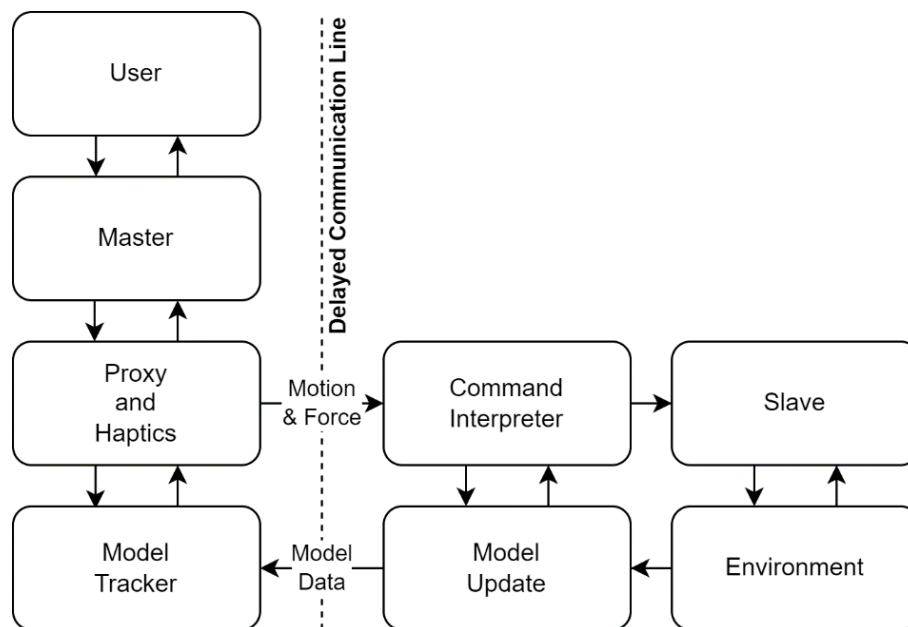 User
Delayed Communication Line
Master
Proxy
and
Haptics
Motion
& Force
Command
Interpreter
Slave
Model
Tracker
Model
Data
Model
Update
Environment